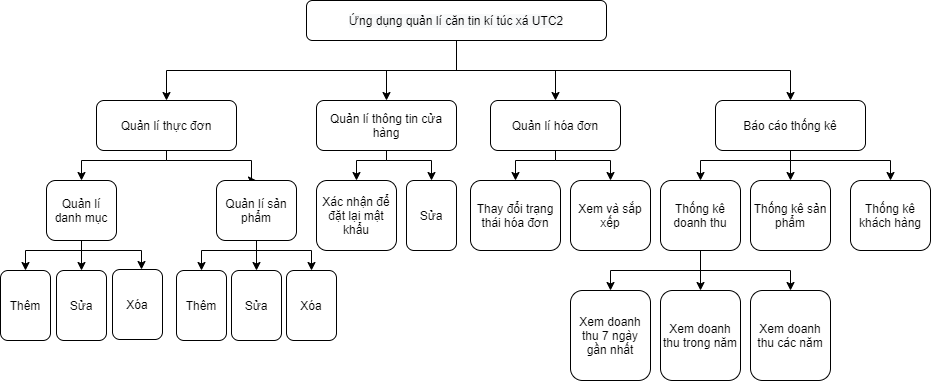 Ứng dụng quản lí căn tin kí túc xá UTC2
Quản lí thực đơn
Quản lí thông tin cửa
hàng
Quản lí hóa đơn
Báo cáo thống kê
Quản lí
danh mục
Quản lí sản
phẩm
Xác nhận để
đặt lại mật
khẩu
Sửa
Thay đổi trạng
thái hóa đơn
Xem và sắp
xếp
Thống kê
doanh thu
Thống kê sản
phẩm
Thống kê
khách hàng
Thêm
Sửa
Xóa
Thêm
Sửa
Xóa
Xem doanh
thu 7 ngày
gần nhất
Xem doanh
thu trong năm
Xem doanh
thu các năm